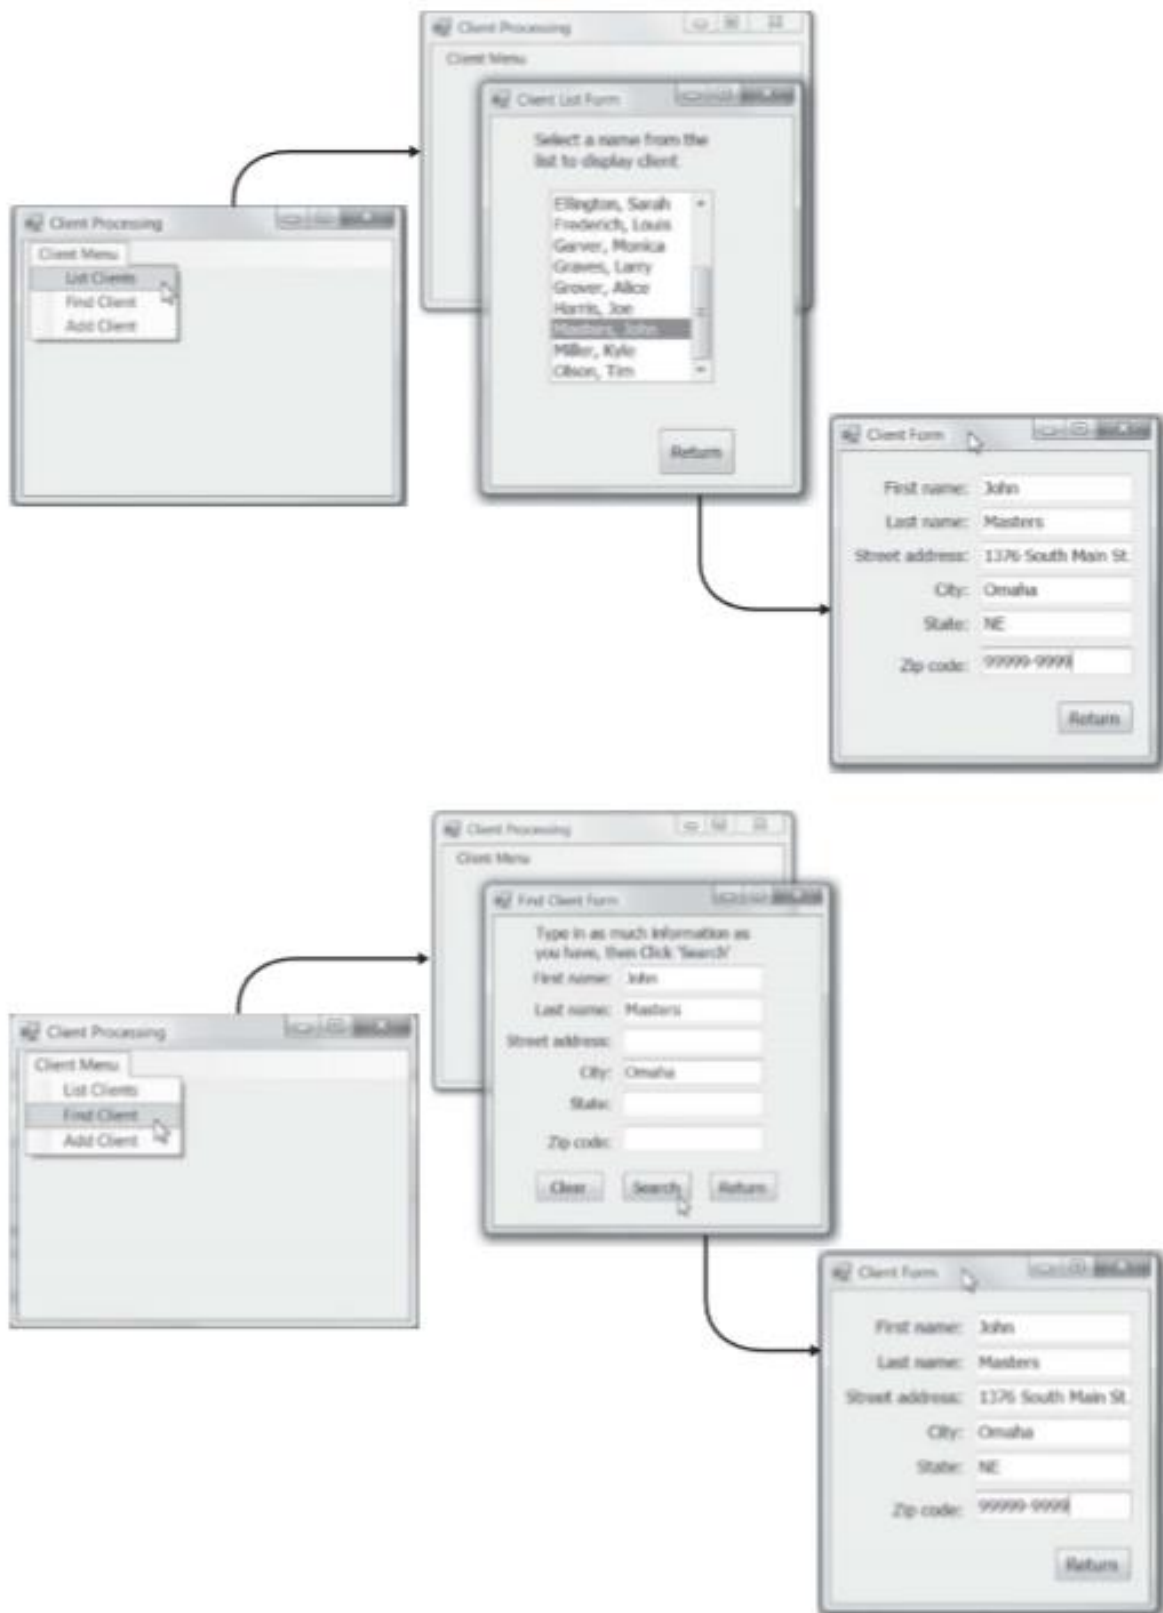 Client Processing
Client Menu
List Clients
Find Client
Add Client
Client Processing
Client Menu
Client List Form
Select a name from the
list to display client
Ellington, Sarah
Frederich, Louis
Garver, Monica
Graves, Larry
Grover, Alice
Harris, Joe
Masters, John
Miller, Kyle
Olson, Tim
Return
Client Form
First name: John
Last name: Masters
Street address: 1376 South Main St.
City: Omaha
State: NE
Zip code: 99999-9999
Return
Client Processing
Client Menu
List Clients
Find Client
Add Client
Client Processing
Client Menu
Find Client Form
Type in as much information as
you have, then Click 'Search'
First name: John
Last name: Masters
Street address:
City: Omaha
State:
Zip code:
Clear Search Return
Client Form
First name: John
Last name: Masters
Street address: 1376 South Main St.
City: Omaha
State: NE
Zip code: 99999-9999
Return